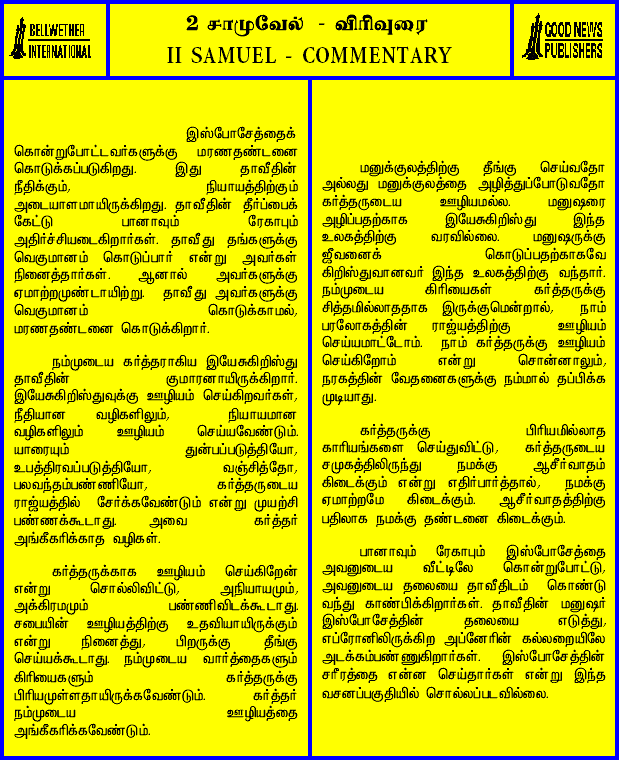 BELLWETHER
INTERNATIONAL
2 சாமுவேல் - விரிவுரை
II SAMUEL - COMMENTARY
GOOD NEWS
PUBLISHERS
இஸ்போசேத்தைக்
கொன்றுபோட்டவர்களுக்கு மரணதண்டனை
கொடுக்கப்படுகிறது. இது தாவீதின்
நீதிக்கும், நியாயத்திற்கும்
அடையாளமாயிருக்கிறது. தாவீதின் தீர்ப்பைக்
கேட்டு பானாவும் ரேகாபும்
அதிர்ச்சியடைகிறார்கள். தாவீது தங்களுக்கு
வெகுமானம் கொடுப்பார் என்று அவர்கள்
நினைத்தார்கள். ஆனால் அவர்களுக்கு
ஏமாற்றமுண்டாயிற்று. தாவீது அவர்களுக்கு
வெகுமானம் கொடுக்காமல்,
மரணதண்டனை கொடுக்கிறார்.
நம்முடைய கர்த்தராகிய இயேசுகிறிஸ்து
தாவீதின் குமாரனாயிருக்கிறார்.
இயேசுகிறிஸ்துவுக்கு ஊழியம் செய்கிறவர்கள்,
நீதியான வழிகளிலும், நியாயமான
வழிகளிலும் ஊழியம் செய்யவேண்டும்.
யாரையும் துன்பப்படுத்தியோ,
உபத்திரவப்படுத்தியோ, வஞ்சித்தோ,
பலவந்தம்பண்ணியோ, கர்த்தருடைய
ராஜ்யத்தில் சேர்க்கவேண்டும் என்று முயற்சி
பண்ணக்கூடாது. அவை கர்த்தர்
அங்கீகரிக்காத வழிகள்.
கர்த்தருக்காக ஊழியம் செய்கிறேன்
என்று சொல்லிவிட்டு, அநியாயமும்,
அக்கிரமமும் பண்ணிவிடக்கூடாது.
சபையின் ஊழியத்திற்கு உதவியாயிருக்கும்
என்று நினைத்து, பிறருக்கு தீங்கு
செய்யக்கூடாது. நம்முடைய வார்த்தைகளும்
கிரியைகளும் கர்த்தருக்கு
பிரியமுள்ளதாயிருக்கவேண்டும். கர்த்தர்
நம்முடைய ஊழியத்தை
அங்கீகரிக்கவேண்டும்.
மனுக்குலத்திற்கு தீங்கு செய்வதோ
அல்லது மனுக்குலத்தை அழித்துப்போடுவதோ
கர்த்தருடைய ஊழியமல்ல. மனுஷரை
அழிப்பதற்காக இயேசுகிறிஸ்து இந்த
உலகத்திற்கு வரவில்லை. மனுஷருக்கு
ஜீவனைக் கொடுப்பதற்காகவே
கிறிஸ்துவானவர் இந்த உலகத்திற்கு வந்தார்.
நம்முடைய கிரியைகள் கர்த்தருக்கு
சித்தமில்லாததாக இருக்குமென்றால், நாம்
பரலோகத்தின் ராஜ்யத்திற்கு ஊழியம்
செய்யமாட்டோம். நாம் கர்த்தருக்கு ஊழியம்
செய்கிறோம் என்று சொன்னாலும்,
நரகத்தின் வேதனைகளுக்கு நம்மால் தப்பிக்க
முடியாது.
கர்த்தருக்கு பிரியமில்லாத
காரியங்களை செய்துவிட்டு, கர்த்தருடைய
சமுகத்திலிருந்து நமக்கு ஆசீர்வாதம்
கிடைக்கும் என்று எதிர்பார்த்தால், நமக்கு
ஏமாற்றமே கிடைக்கும். ஆசீர்வாதத்திற்கு
பதிலாக நமக்கு தண்டனை கிடைக்கும்.
பானாவும் ரேகாபும் இஸ்போசேத்தை
அவனுடைய வீட்டிலே கொன்றுபோட்டு,
அவனுடைய தலையை தாவீதிடம் கொண்டு
வந்து காண்பிக்கிறார்கள். தாவீதின் மனுஷர்
இஸ்போசேத்தின் தலையை எடுத்து,
எப்ரோனிலிருக்கிற அப்னேரின் கல்லறையிலே
அடக்கம்பண்ணுகிறார்கள். இஸ்போசேத்தின்
சரீரத்தை என்ன செய்தார்கள் என்று இந்த
வசனப்பகுதியில் சொல்லப்படவில்லை.